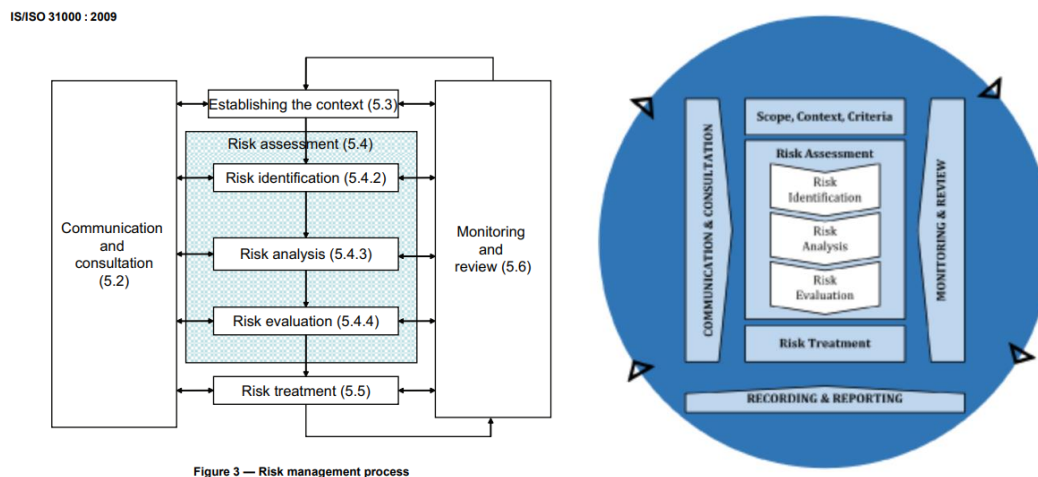 IS/ISO 31000 : 2009
Establishing the context (5.3)
Risk assessment (5.4)
Risk identification (5.4.2)
Communication
and
consultation
(5.2)
Risk analysis (5.4.3)
Monitoring
and
review (5.6)
Risk evaluation (5.4.4)
Risk treatment (5.5)
Figure 3 — Risk management process
Scope, Context, Criteria
COMMUNICATION & CONSULTATION
Risk Assessment
Risk
Identification
Risk
Analysis
Risk
Evaluation
MONITORING & REVIEW
Risk Treatment
RECORDING & REPORTING